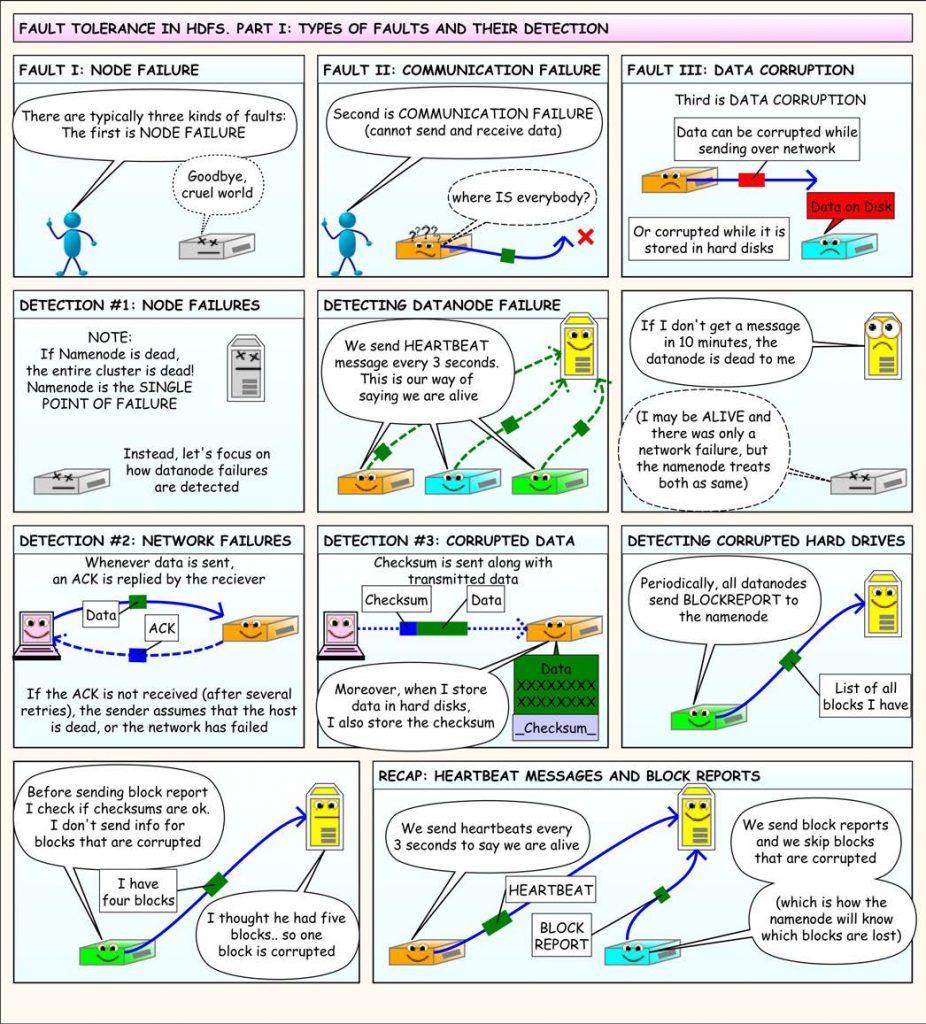 FAULT TOLERANCE IN HDFS. PART I: TYPES OF FAULTS AND THEIR DETECTION
FAULT I: NODE FAILURE
There are typically three kinds of faults:
The first is NODE FAILURE
Goodbye,
cruel world
FAULT II: COMMUNICATION FAILURE
Second is COMMUNICATION FAILURE
(cannot send and receive data)
????
where IS everybody?
FAULT III: DATA CORRUPTION
Third is DATA CORRUPTION
Data can be corrupted while
sending over network
Data on Disk
Or corrupted while it is
stored in hard disks
DETECTION #1: NODE FAILURES
NOTE:
If Namenode is dead,
the entire cluster is dead!
Namenode is the SINGLE
POINT OF FAILURE
Instead, let's focus on
how datanode failures
are detected
DETECTING DATANODE FAILURE
We send HEARTBEAT
message every 3 seconds.
This is our way of
saying we are alive
If I don't get a message
in 10 minutes, the
datanode is dead to me
(I may be ALIVE and
there was only a
network failure, but
the namenode treats
both as same)
DETECTION #2: NETWORK FAILURES
Whenever data is sent,
an ACK is replied by the reciever
Data
ACK
If the ACK is not received (after several
retries), the sender assumes that the host
is dead, or the network has failed
DETECTION #3: CORRUPTED DATA
Checksum is sent along with
transmitted data
Checksum
Data
Moreover, when I store
data in hard disks,
I also store the checksum
Data
XXXXXXXX
XXXXXXXX
_Checksum_
DETECTING CORRUPTED HARD DRIVES
Periodically, all datanodes
send BLOCKREPORT to
the namenode
List of all
blocks I have
Before sending block report
I check if checksums are ok.
I don't send info for
blocks that are corrupted
I have
four blocks
I thought he had five
blocks.. so one
block is corrupted
RECAP: HEARTBEAT MESSAGES AND BLOCK REPORTS
We send heartbeats every
3 seconds to say we are alive
HEARTBEAT
BLOCK
REPORT
We send block reports
and we skip blocks
that are corrupted
(which is how the
namenode will know
which blocks are lost)